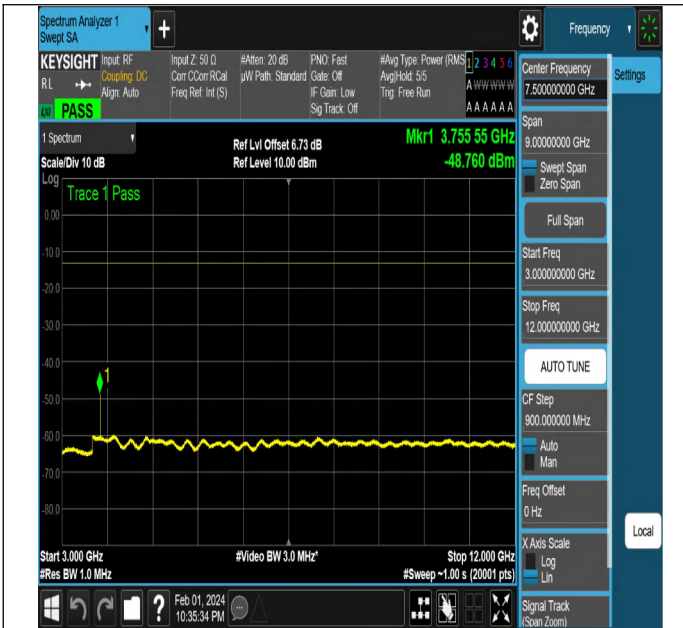 Spectrum Analyzer 1
Swept SA
Frequency
KEYSIGHT
RL
LXI
PASS
Input: RF
Coupling: DC
Align: Auto
Input Z: 50 Ω
Corr CCorr RCal
Freq Ref: Int (S)
#Atten: 20 dB
µW Path: Standard
PNO: Fast
Gate: Off
IF Gain: Low
Sig Track: Off
#Avg Type: Power (RMS
Avg|Hold: 5/5
Trig: Free Run
1 2 3 4 5 6
A W W W W W
A A A A A A
1 Spectrum
Scale/Div 10 dB
Ref Lvl Offset 6.73 dB
Ref Level 10.00 dBm
Mkr1 3.755 55 GHz
-48.760 dBm
Log
Trace 1 Pass
0.00
-10.0
-20.0
-30.0
-40.0
1
-50.0
-60.0
-70.0
-80.0
Start 3.000 GHz
#Res BW 1.0 MHz
#Video BW 3.0 MHz*
Stop 12.000 GHz
#Sweep ~1.00 s (20001 pts)
Feb 01, 2024
10:35:34 PM
Center Frequency
7.500000000 GHz
Span
9.00000000 GHz
Swept Span
Zero Span
Full Span
Start Freq
3.000000000 GHz
Stop Freq
12.000000000 GHz
AUTO TUNE
CF Step
900.000000 MHz
Auto
Man
Freq Offset
0 Hz
X Axis Scale
Log
Lin
Signal Track
(Span Zoom)
Settings
Local